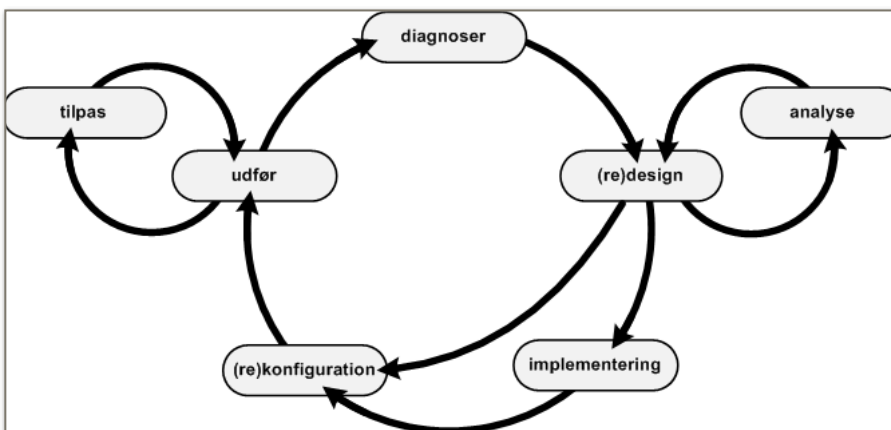 diagnoser
tilpas
analyse
udfør
(re)design
(re)konfiguration
implementering